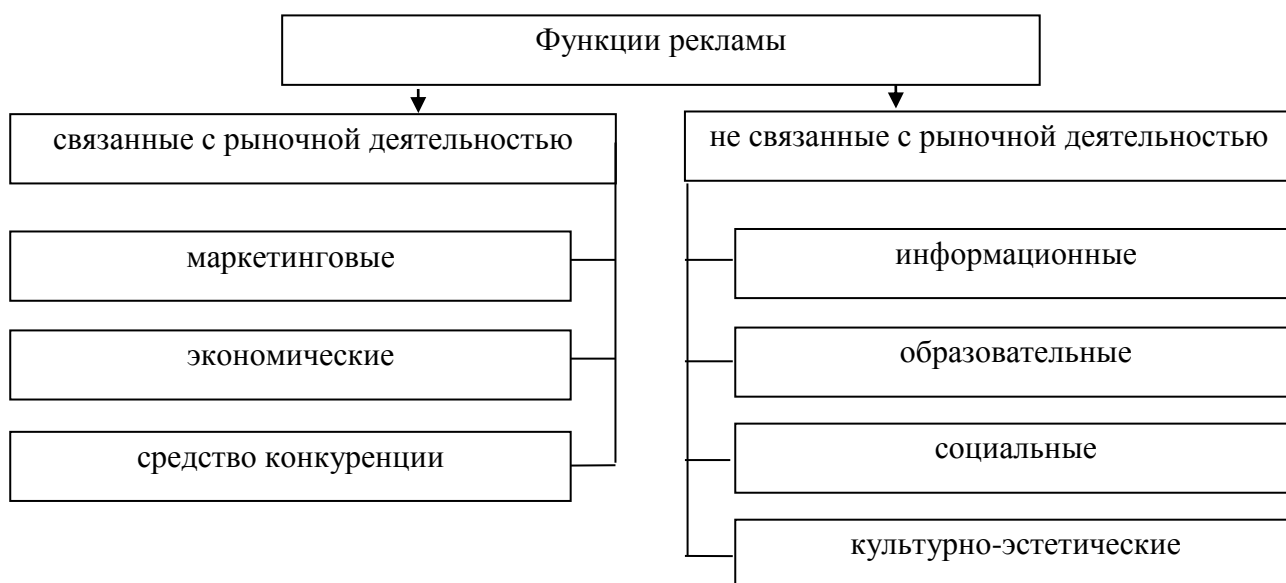 Функции рекламы
связанные с рыночной деятельностью
не связанные с рыночной деятельностью
маркетинговые
экономические
средство конкуренции
информационные
образовательные
социальные
культурно-эстетические